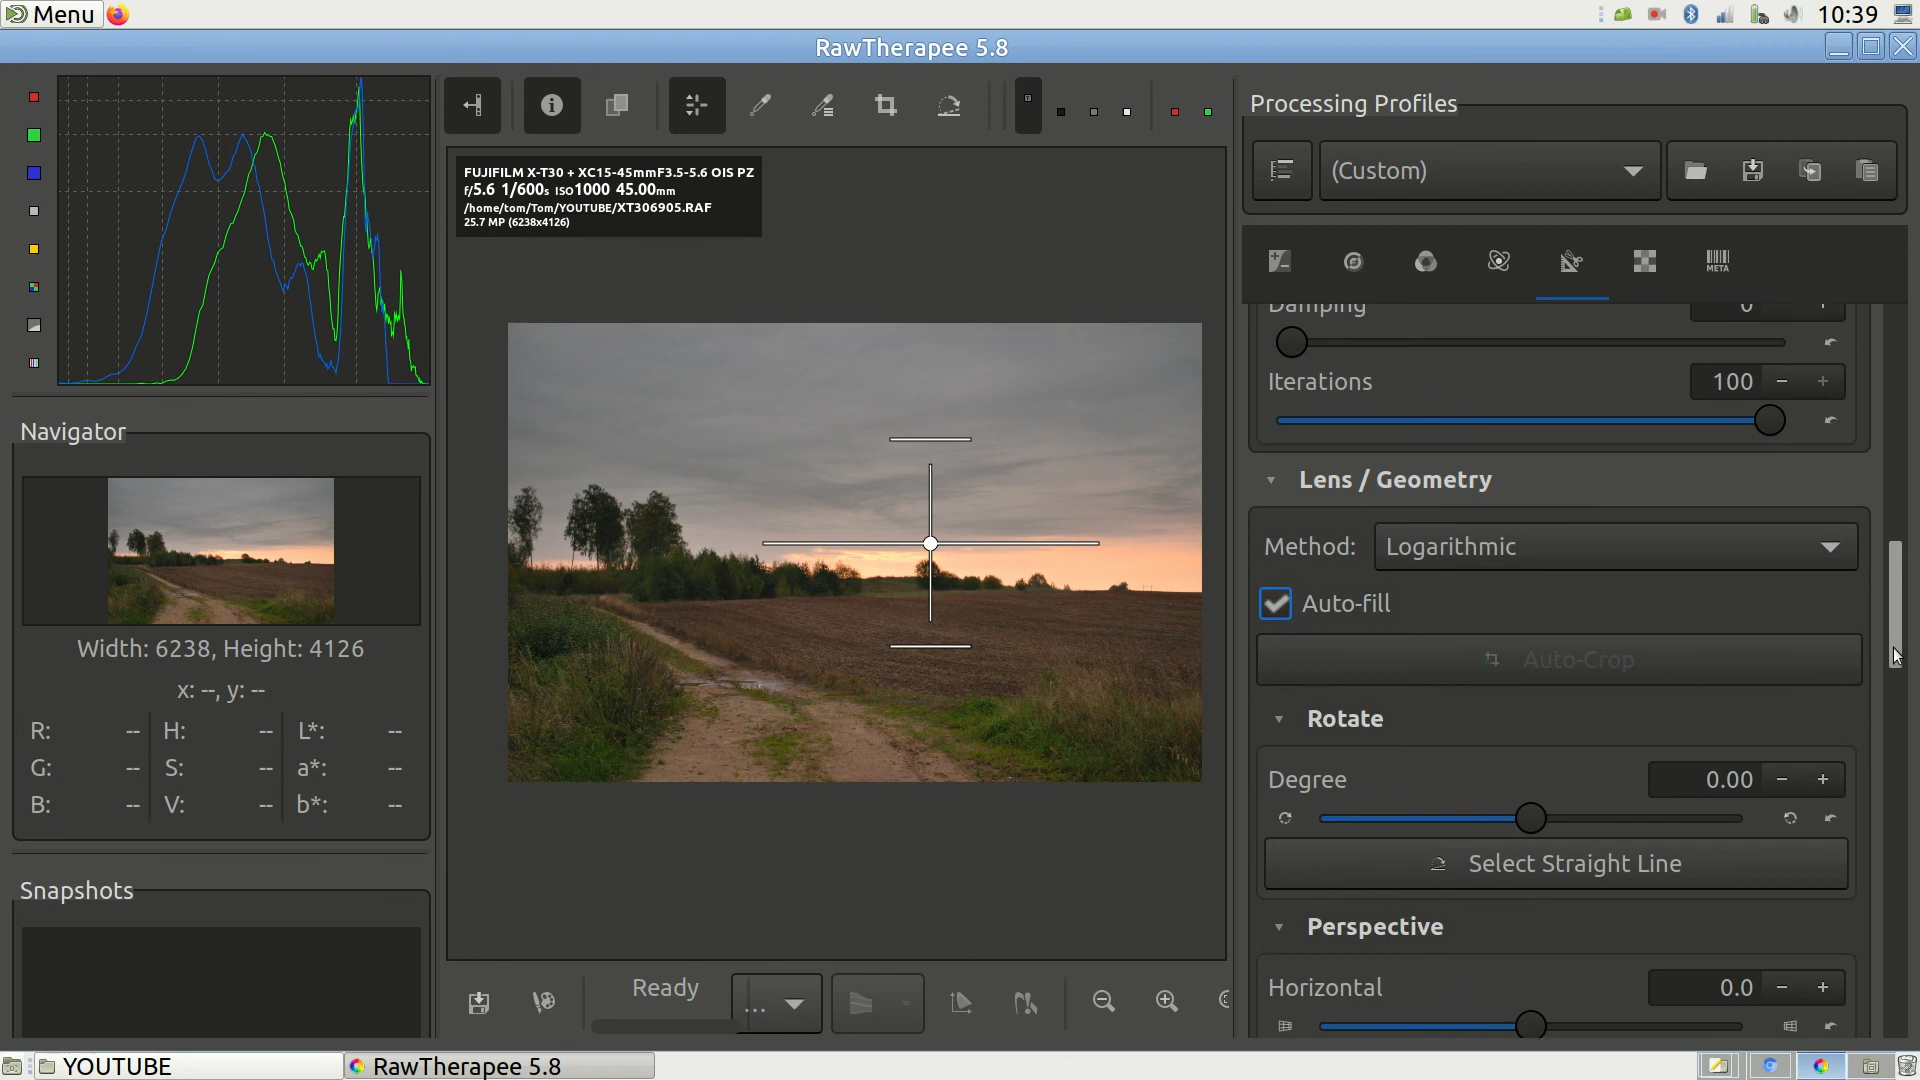 Menu
10:39
RawTherapee 5.8
FUJIFILM X-T30 + XC15-45mmF3.5-5.6 OIS PZ
f/5.6 1/600s ISO1000 45.00mm
/home/tom/Tom/YOUTUBE/XT306905.RAF
25.7 MP (6238x4126)
Navigator
Width: 6238, Height: 4126
x: --, y: --
R: -- H: -- L*: --
G: -- S: -- a*: --
B: -- V: -- b*: --
Snapshots
Ready
...
Processing Profiles
(Custom)
META
Damping 0
Iterations 100 - +
Lens / Geometry
Method: Logarithmic
Auto-fill
Auto-Crop
Rotate
Degree 0.00 - +
Select Straight Line
Perspective
Horizontal 0.0 - +
YOUTUBE
RawTherapee 5.8